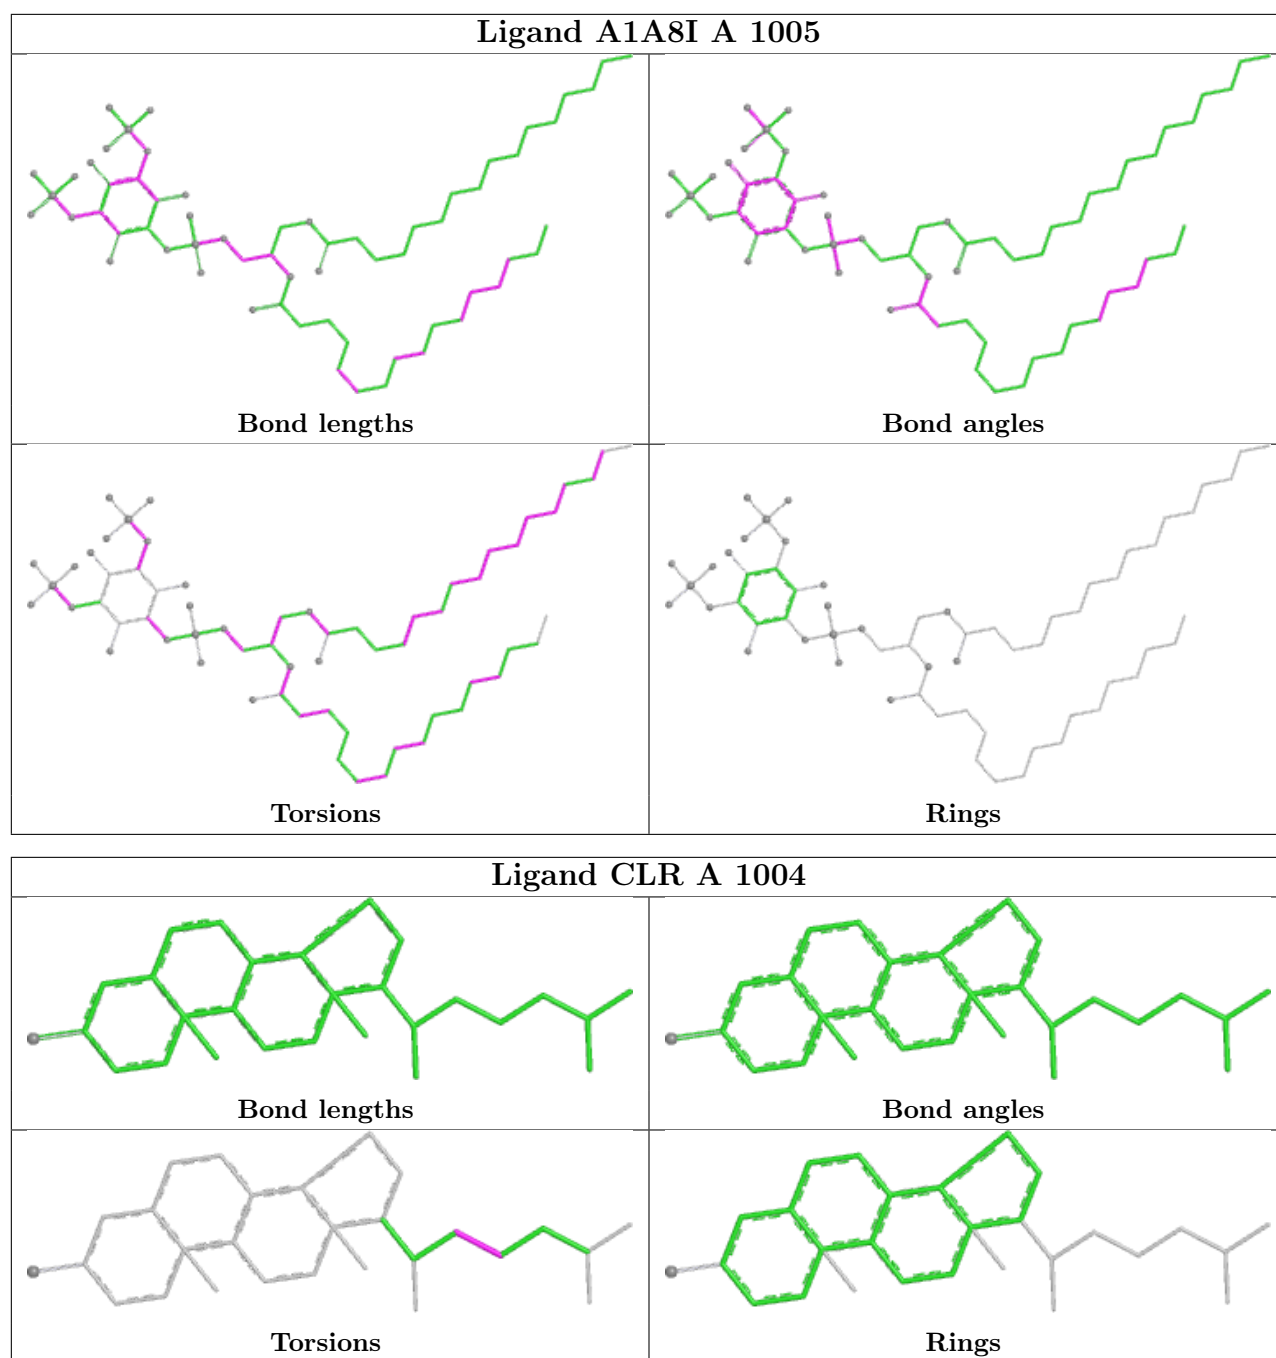 Ligand A1A8I A 1005
Bond lengths
Bond angles
Torsions
Rings
Ligand CLR A 1004
Bond lengths
Bond angles
Torsions
Rings